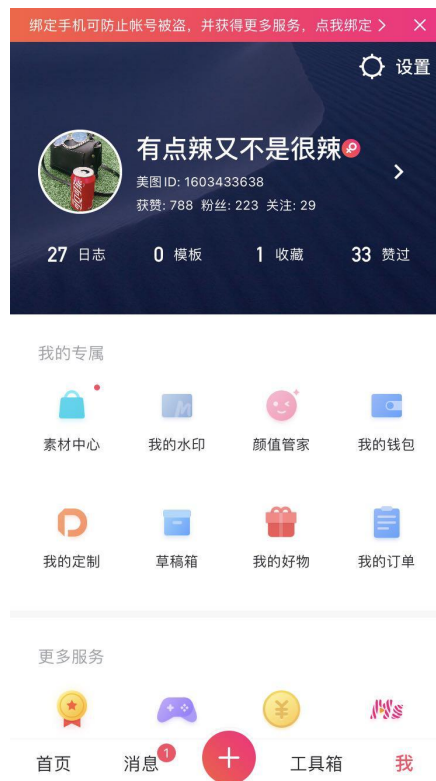 绑定手机可防止帐号被盗，并获得更多服务，点我绑定
设置
有点辣又不是很辣
美图ID: 1603433638
获赞: 788 粉丝: 223 关注: 29
27 日志 0 模板 1 收藏 33 赞过
我的专属
素材中心 我的水印 颜值管家 我的钱包
我的定制 草稿箱 我的好物 我的订单
更多服务
首页 消息 1 工具箱 我